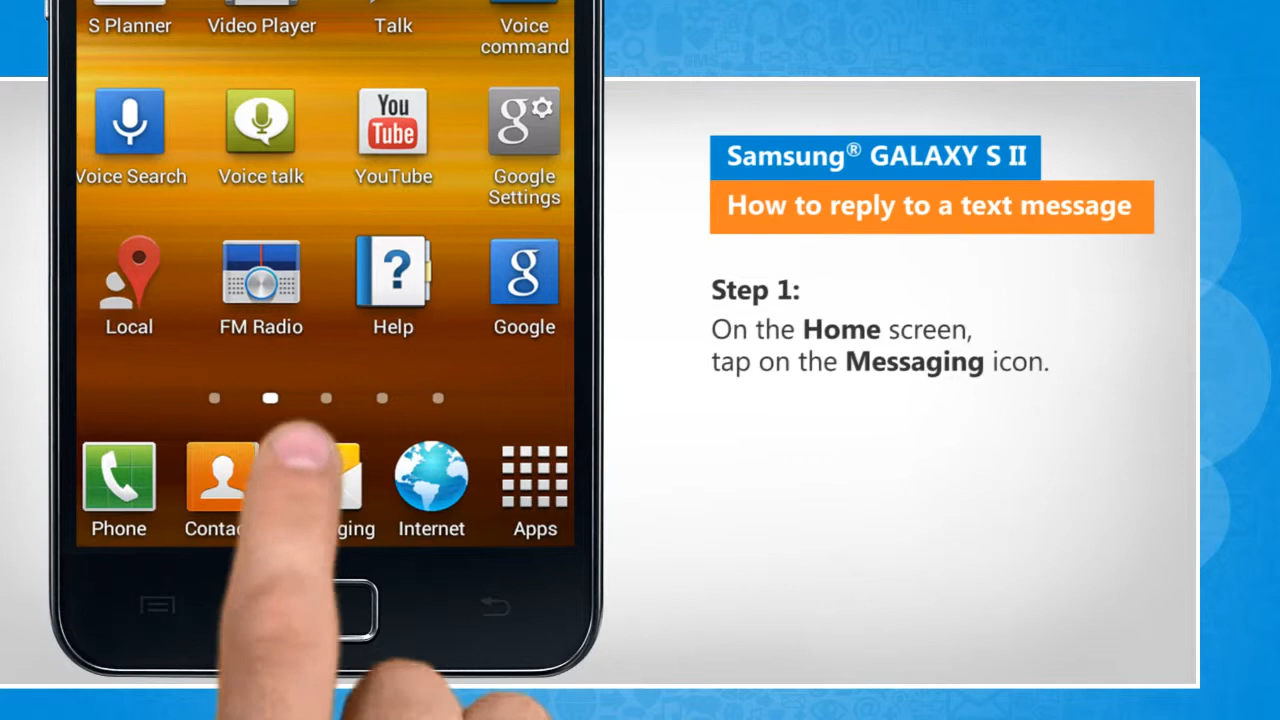 S Planner Video Player Talk Voice command
Voice Search Voice talk You Tube YouTube Google Settings
Local FM Radio Help Google
Phone Internet Apps
Samsung® GALAXY S II
How to reply to a text message
Step 1:
On the Home screen,
tap on the Messaging icon.